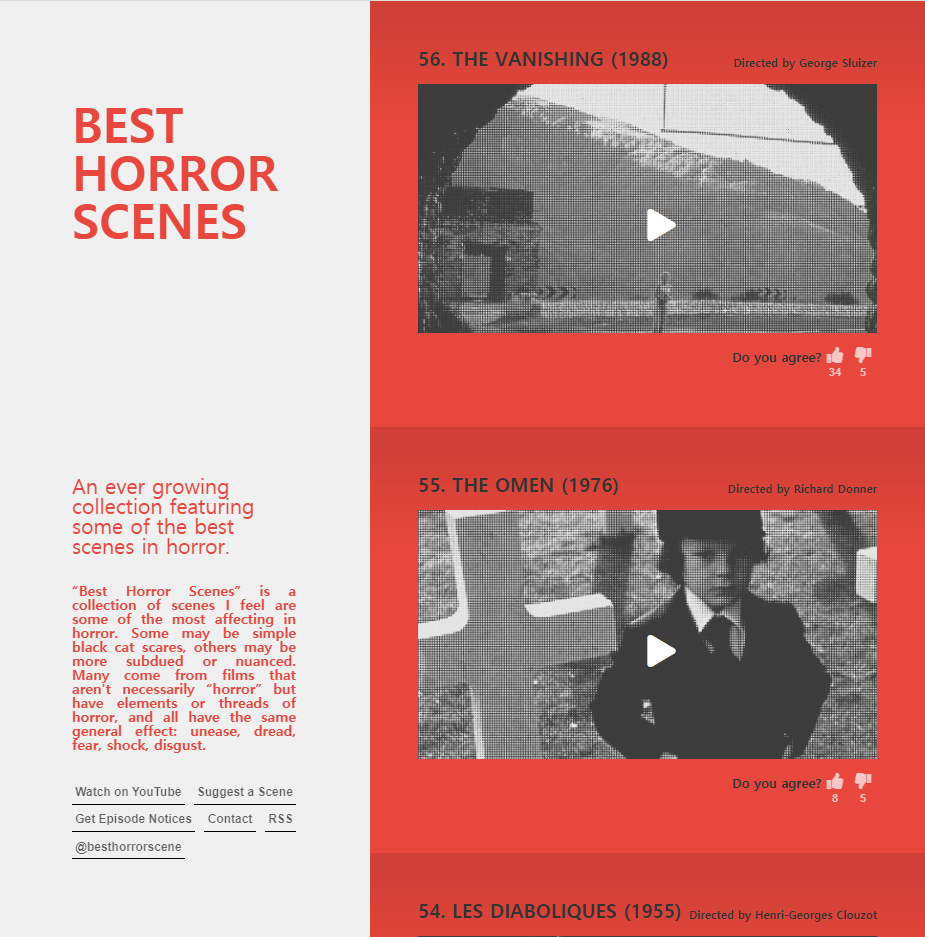 BEST
HORROR
SCENES
An ever growing
collection featuring
some of the best
scenes in horror.
“Best Horror Scenes” is a
collection of scenes I feel are
some of the most affecting in
horror. Some may be simple
black cat scares, others may be
more subdued or nuanced.
Many come from films that
aren't necessarily “horror” but
have elements or threads of
horror, and all have the same
general effect: unease, dread,
fear, shock, disgust.
Watch on YouTube Suggest a Scene
Get Episode Notices Contact RSS
@besthorrorscene
56. THE VANISHING (1988) Directed by George Sluizer
Do you agree?
34 5
55. THE OMEN (1976) Directed by Richard Donner
Do you agree?
8 5
54. LES DIABOLIQUES (1955) Directed by Henri-Georges Clouzot